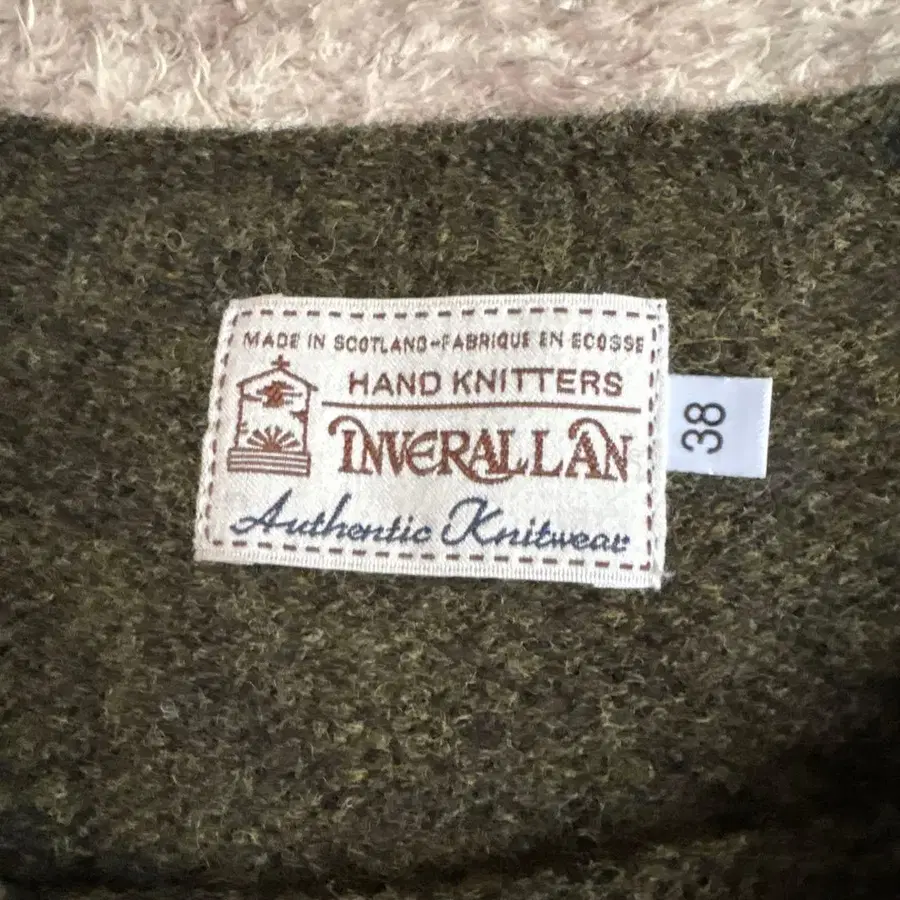 MADE IN SCOTLAND-FABRIQUE EN ECOSSE
HAND KNITTERS
INVERALLAN
Authentic Knitwear
38